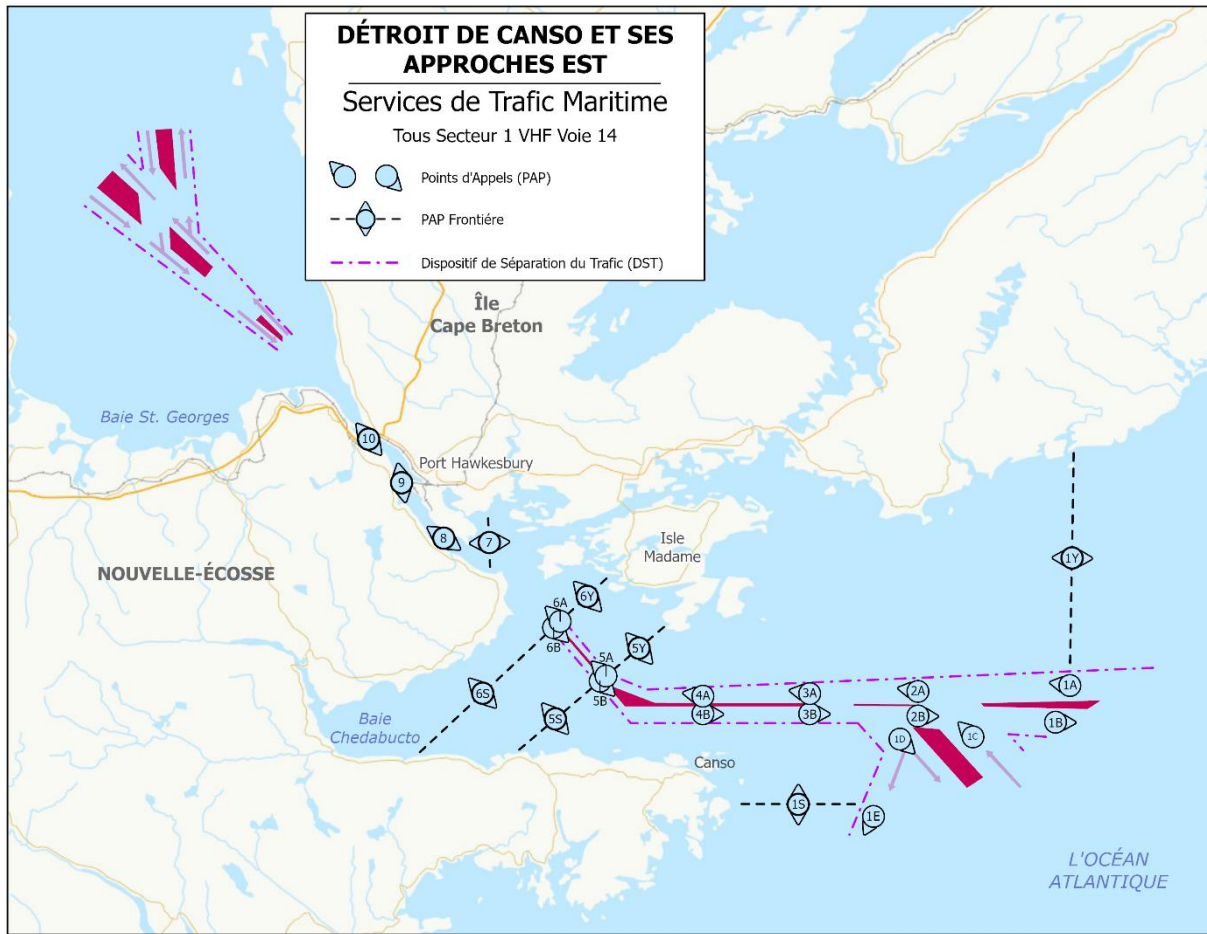 DÉTROIT DE CANSO ET SES
APPROCHES EST
Services de Trafic Maritime
Tous Secteur 1 VHF Voie 14
Points d'Appels (PAP)
PAP Frontiére
Dispositif de Séparation du Trafic (DST)
Île
Cape Breton
Baie St. Georges
10
Port Hawkesbury
9
8
7
Isle
Madame
NOUVELLE-ÉCOSSE
1Y
6Y
6A
6B
5Y
5A
5B
6S
5S
4A
3A
2A
1A
4B
3B
2B
1B
1D
1C
Baie
Chedabucto
Canso
1S
1E
L'OCÉAN
ATLANTIQUE